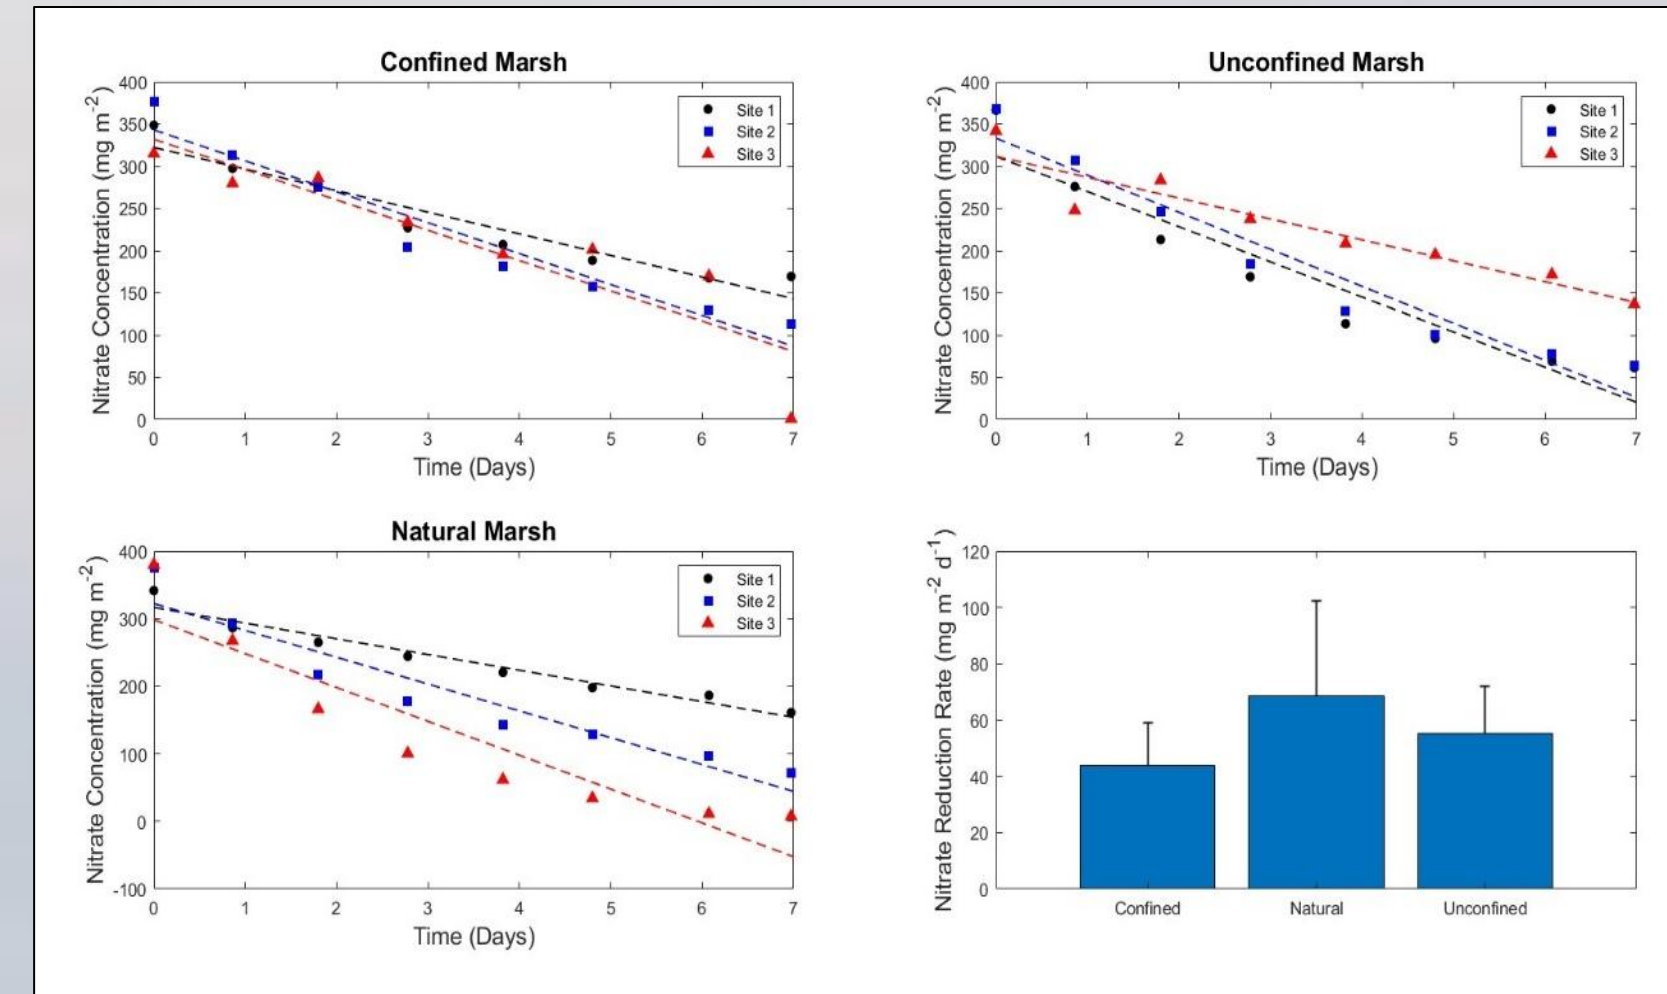 Confined Marsh
Nitrate Concentration (mg m⁻²)
400
350
300
250
200
150
100
50
0
0 1 2 3 4 5 6 7
Time (Days)
Site 1
Site 2
Site 3
Unconfined Marsh
Nitrate Concentration (mg m⁻²)
400
350
300
250
200
150
100
50
0
0 1 2 3 4 5 6 7
Time (Days)
Site 1
Site 2
Site 3
Natural Marsh
Nitrate Concentration (mg m⁻²)
400
300
200
100
0
-100
0 1 2 3 4 5 6 7
Time (Days)
Site 1
Site 2
Site 3
Nitrate Reduction Rate (mg m⁻² d⁻¹)
120
100
80
60
40
20
0
Confined Natural Unconfined